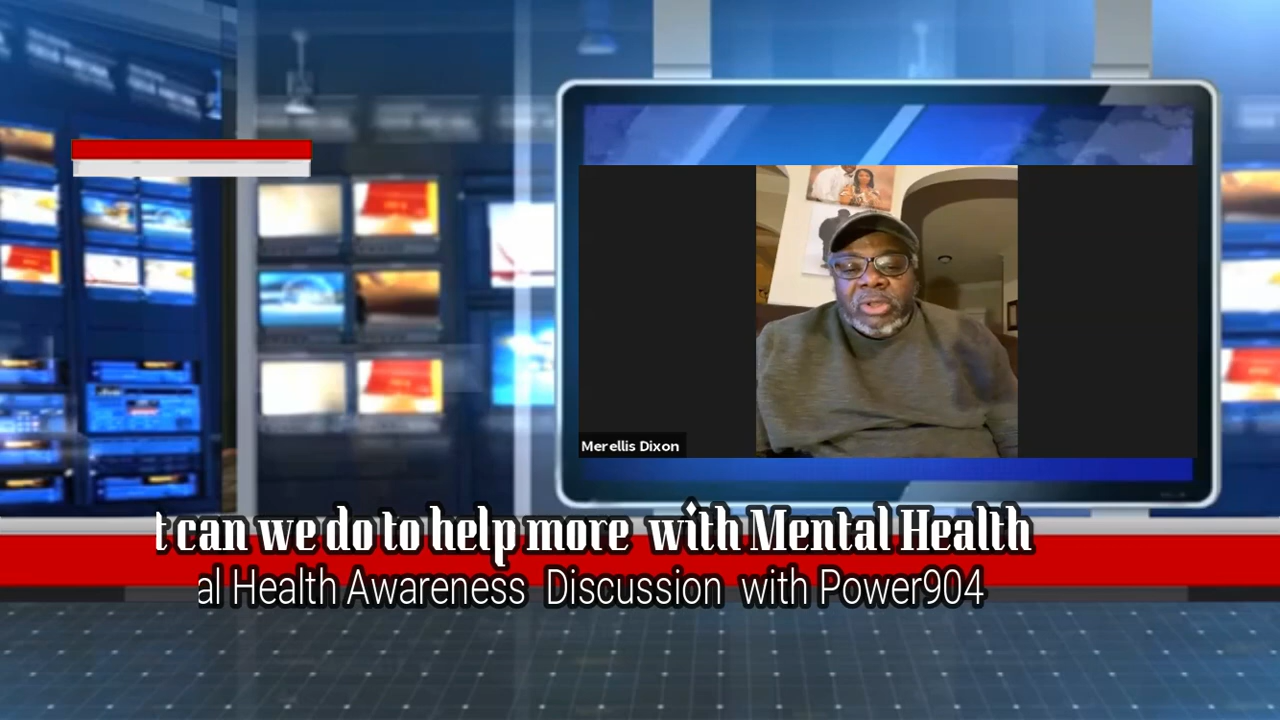 Merellis Dixon
t can we do to help more with Mental Health
al Health Awareness Discussion with Power904